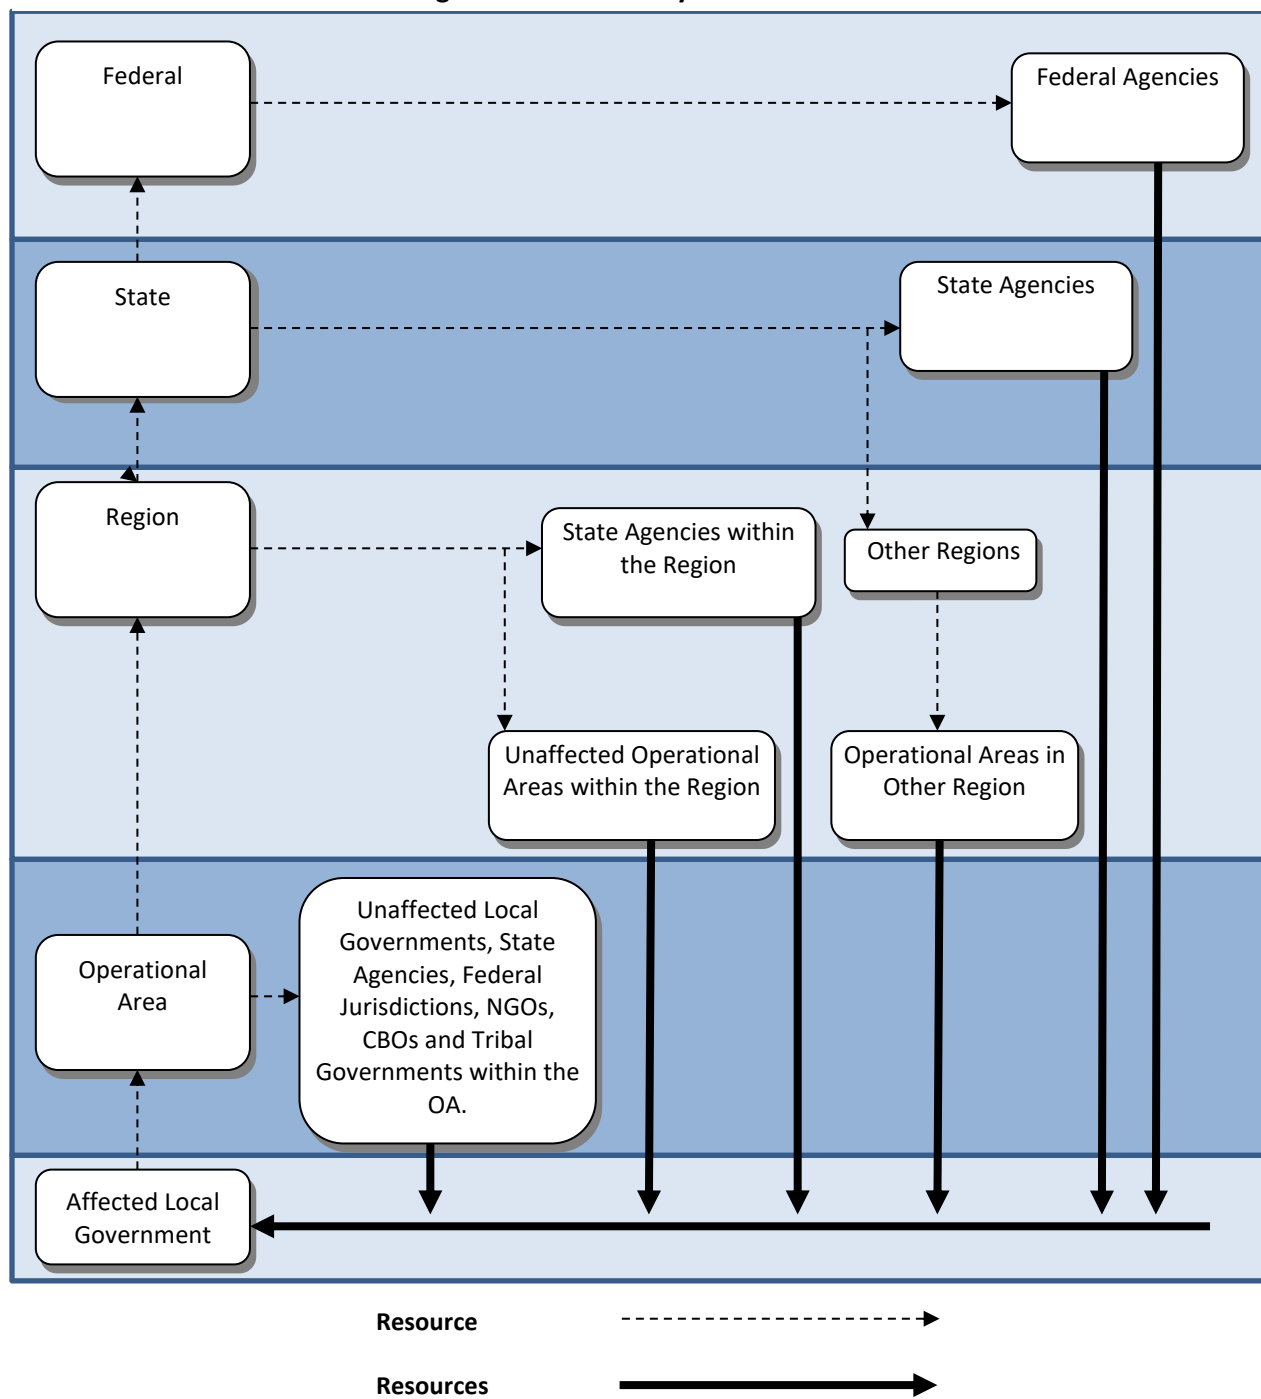 Federal
Federal Agencies
State
State Agencies
Region
State Agencies within
the Region
Other Regions
Unaffected Operational
Areas within the Region
Operational Areas in
Other Region
Operational
Area
Unaffected Local
Governments, State
Agencies, Federal
Jurisdictions, NGOs,
CBOs and Tribal
Governments within the
OA.
Affected Local
Government
Resource
Resources